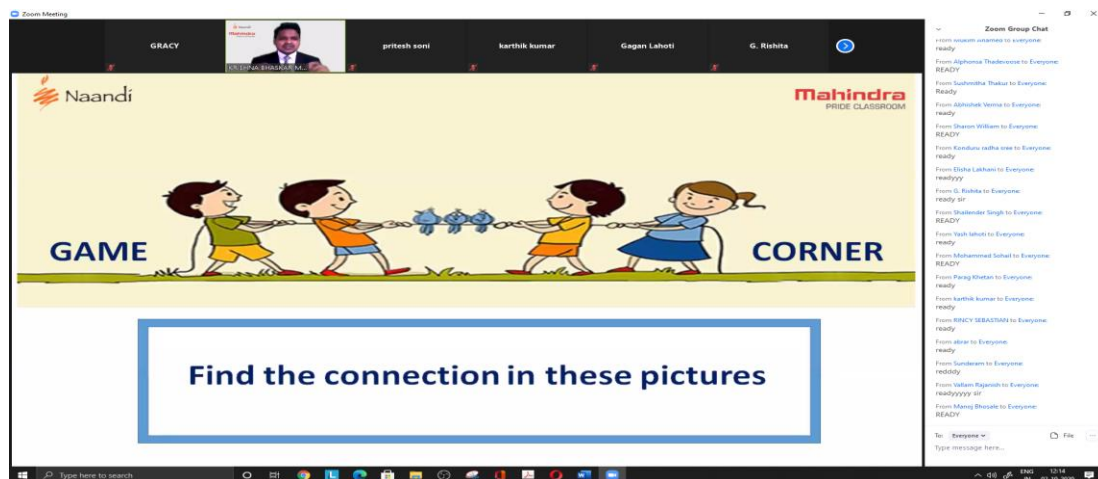 Zoom Meeting
GRACY
pritesh soni
karthik kumar
Gagan Lahoti
G. Rishita
KRISHNA BHASKAR M...
Naandi
Mahindra
PRIDE CLASSROOM
GAME
CORNER
Find the connection in these pictures
Zoom Group Chat
ready
From Alphonsa Thadevoose to Everyone:
READY
From Sushmitha Thakur to Everyone:
Ready
From Abhishek Verma to Everyone:
ready
From Sharon William to Everyone:
READY
From Konduru radha sree to Everyone:
ready
From Elisha Lakhani to Everyone:
readyyy
From G. Rishita to Everyone:
ready sir
From Shailender Singh to Everyone:
READY
From Yash lahoti to Everyone:
ready
From Mohammad Sohail to Everyone:
READY
From Parag Khetan to Everyone:
ready
From karthik kumar to Everyone:
ready
From RINCY SEBASTIAN to Everyone:
ready
From abrar to Everyone:
ready
From Sunderam to Everyone:
redddy
From Vallam Rajanish to Everyone:
readyyyyy sir
From Manoj Bhosale to Everyone:
READY
To: Everyone File
Type message here...
Type here to search
ENG 12:14
IN 02-10-2020